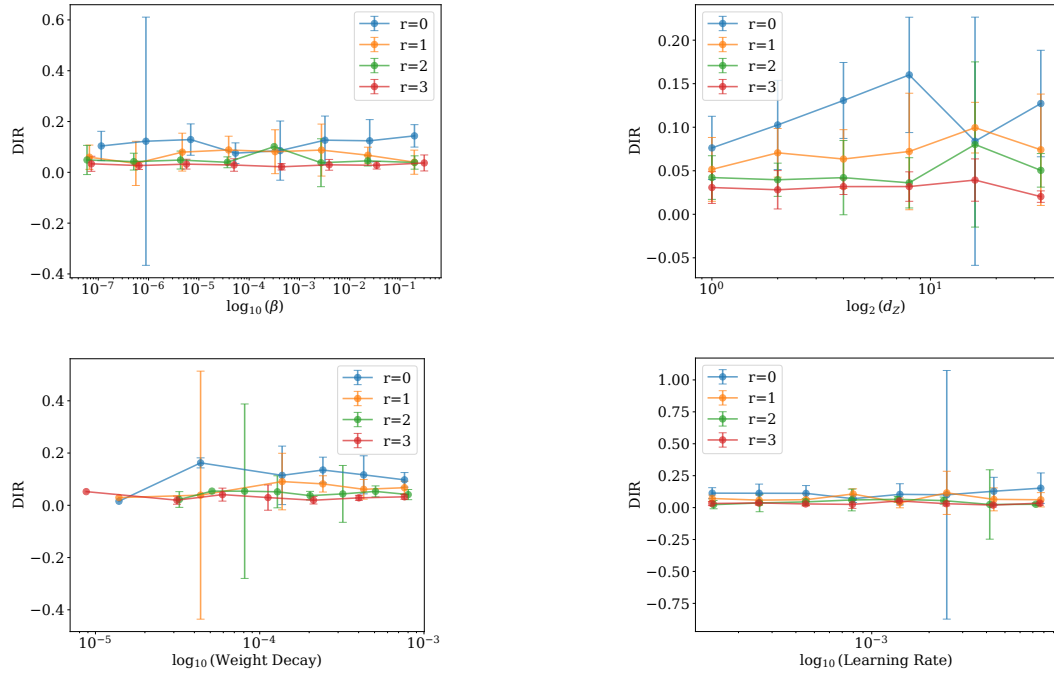 0.6
0.4
0.2
0.0
−0.2
−0.4
DIR
r=0
r=1
r=2
r=3
10⁻⁷ 10⁻⁶ 10⁻⁵ 10⁻⁴ 10⁻³ 10⁻² 10⁻¹
log₁₀(β)
0.20
0.15
0.10
0.05
0.00
−0.05
DIR
r=0
r=1
r=2
r=3
10⁰ 10¹
log₂(d_Z)
0.4
0.2
0.0
−0.2
−0.4
DIR
r=0
r=1
r=2
r=3
10⁻⁵ 10⁻⁴ 10⁻³
log₁₀(Weight Decay)
1.00
0.75
0.50
0.25
0.00
−0.25
−0.50
−0.75
DIR
r=0
r=1
r=2
r=3
10⁻³
log₁₀(Learning Rate)